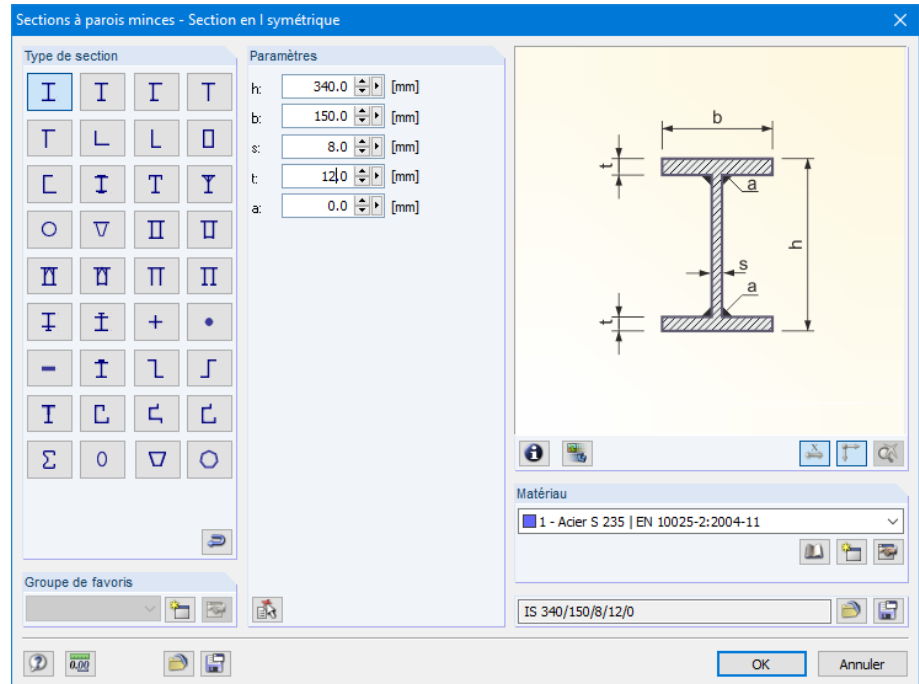 Sections à parois minces - Section en I symétrique
Type de section
Paramètres
h: 340.0 [mm]
b: 150.0 [mm]
s: 8.0 [mm]
t: 12.0 [mm]
a: 0.0 [mm]
b
t
a
h
s
a
t
x
Matériau
1 - Acier S 235 | EN 10025-2:2004-11
Groupe de favoris
IS 340/150/8/12/0
0.00
OK
Annuler